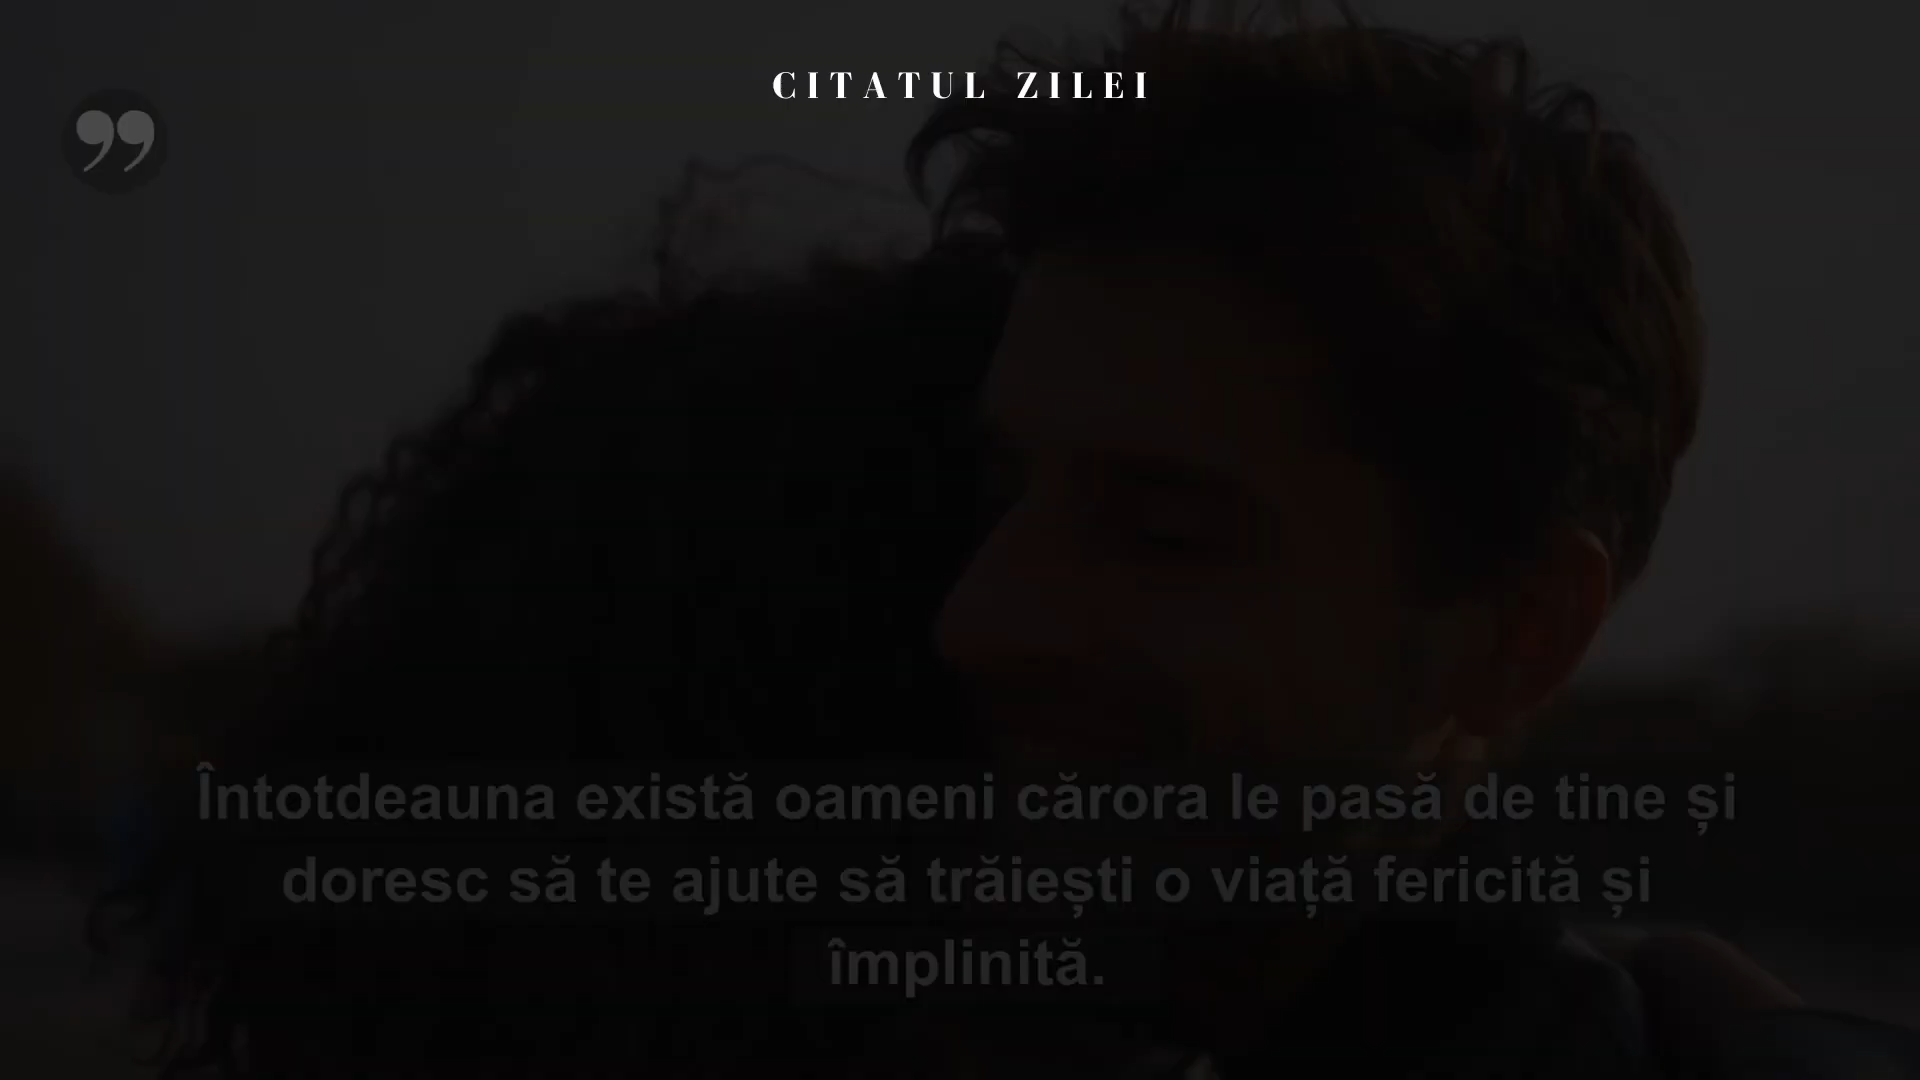 CITATUL ZILEI
”
Întotdeauna există oameni cărora le pasă de tine și
doresc să te ajute să trăiești o viață fericită și
împlinită.